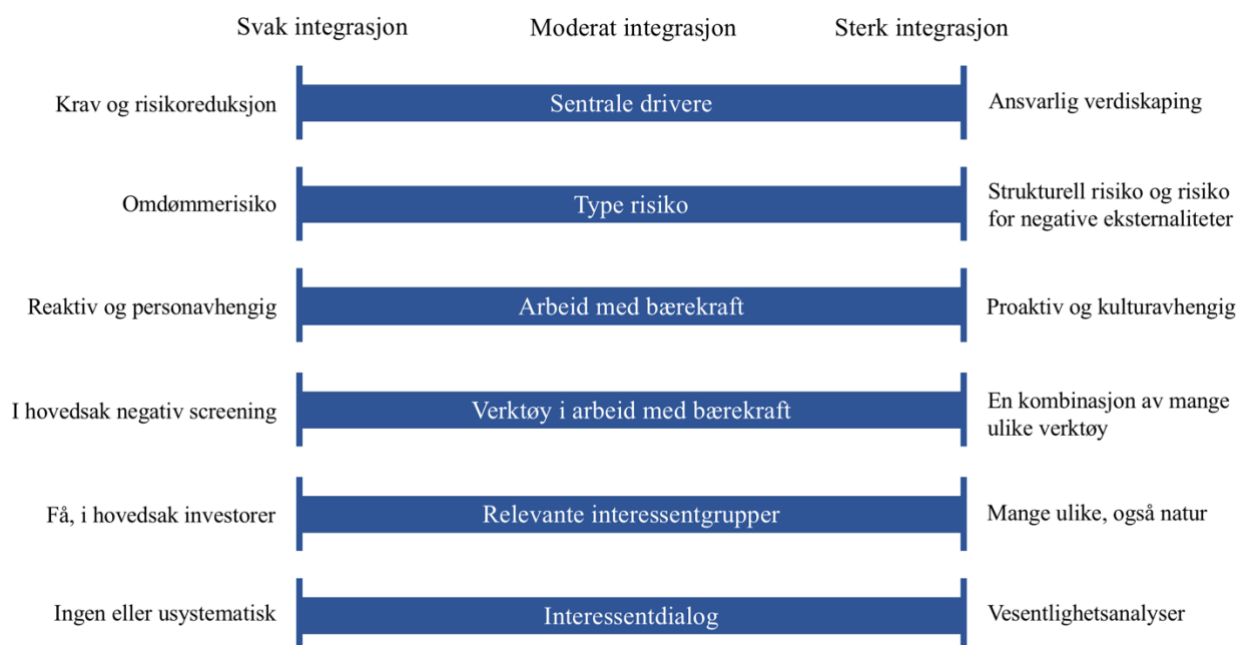 Svak integrasjon
Moderat integrasjon
Sterk integrasjon
Krav og risikoreduksjon
Sentrale drivere
Ansvarlig verdiskaping
Omdømmerisiko
Type risiko
Strukturell risiko og risiko
for negative eksternaliteter
Reaktiv og personavhengig
Arbeid med bærekraft
Proaktiv og kulturavhengig
I hovedsak negativ screening
Verktøy i arbeid med bærekraft
En kombinasjon av mange
ulike verktøy
Få, i hovedsak investorer
Relevante interessentgrupper
Mange ulike, også natur
Ingen eller usystematisk
Interessentdialog
Vesentlighetsanalyser